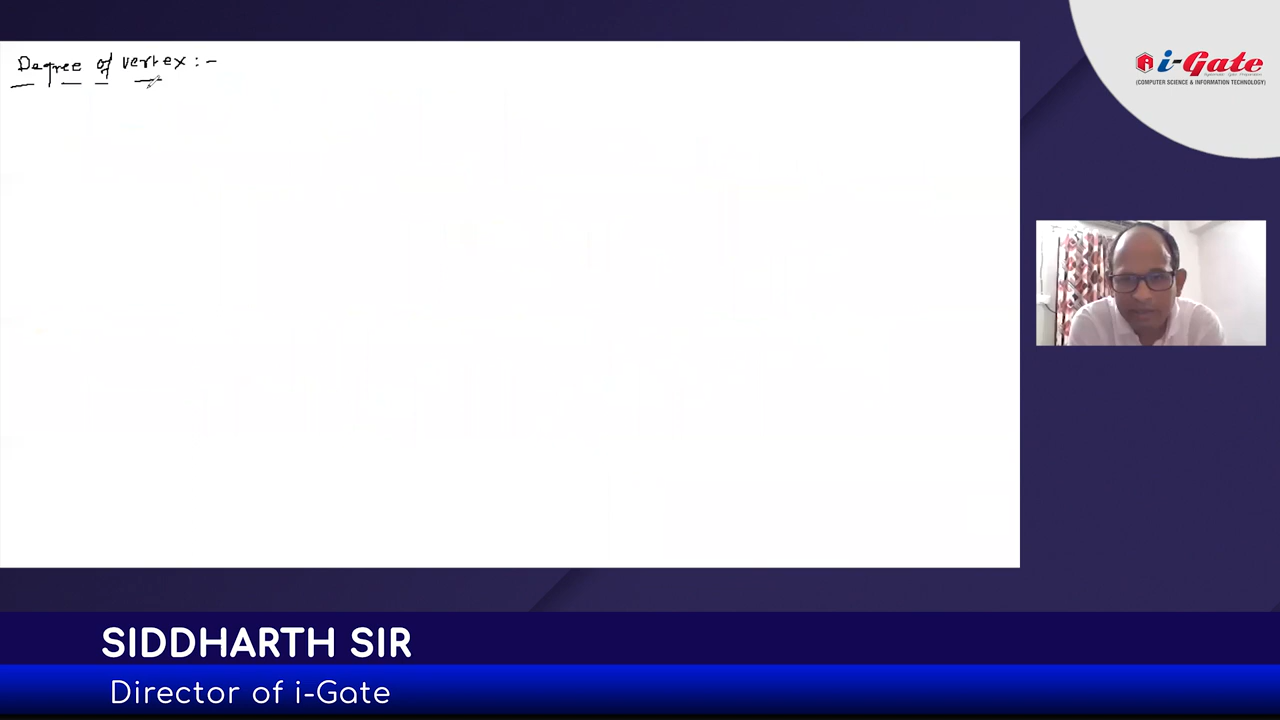 Degree of vertex :-
i-Gate
(COMPUTER SCIENCE & INFORMATION TECHNOLOGY)
SIDDHARTH SIR
Director of i-Gate